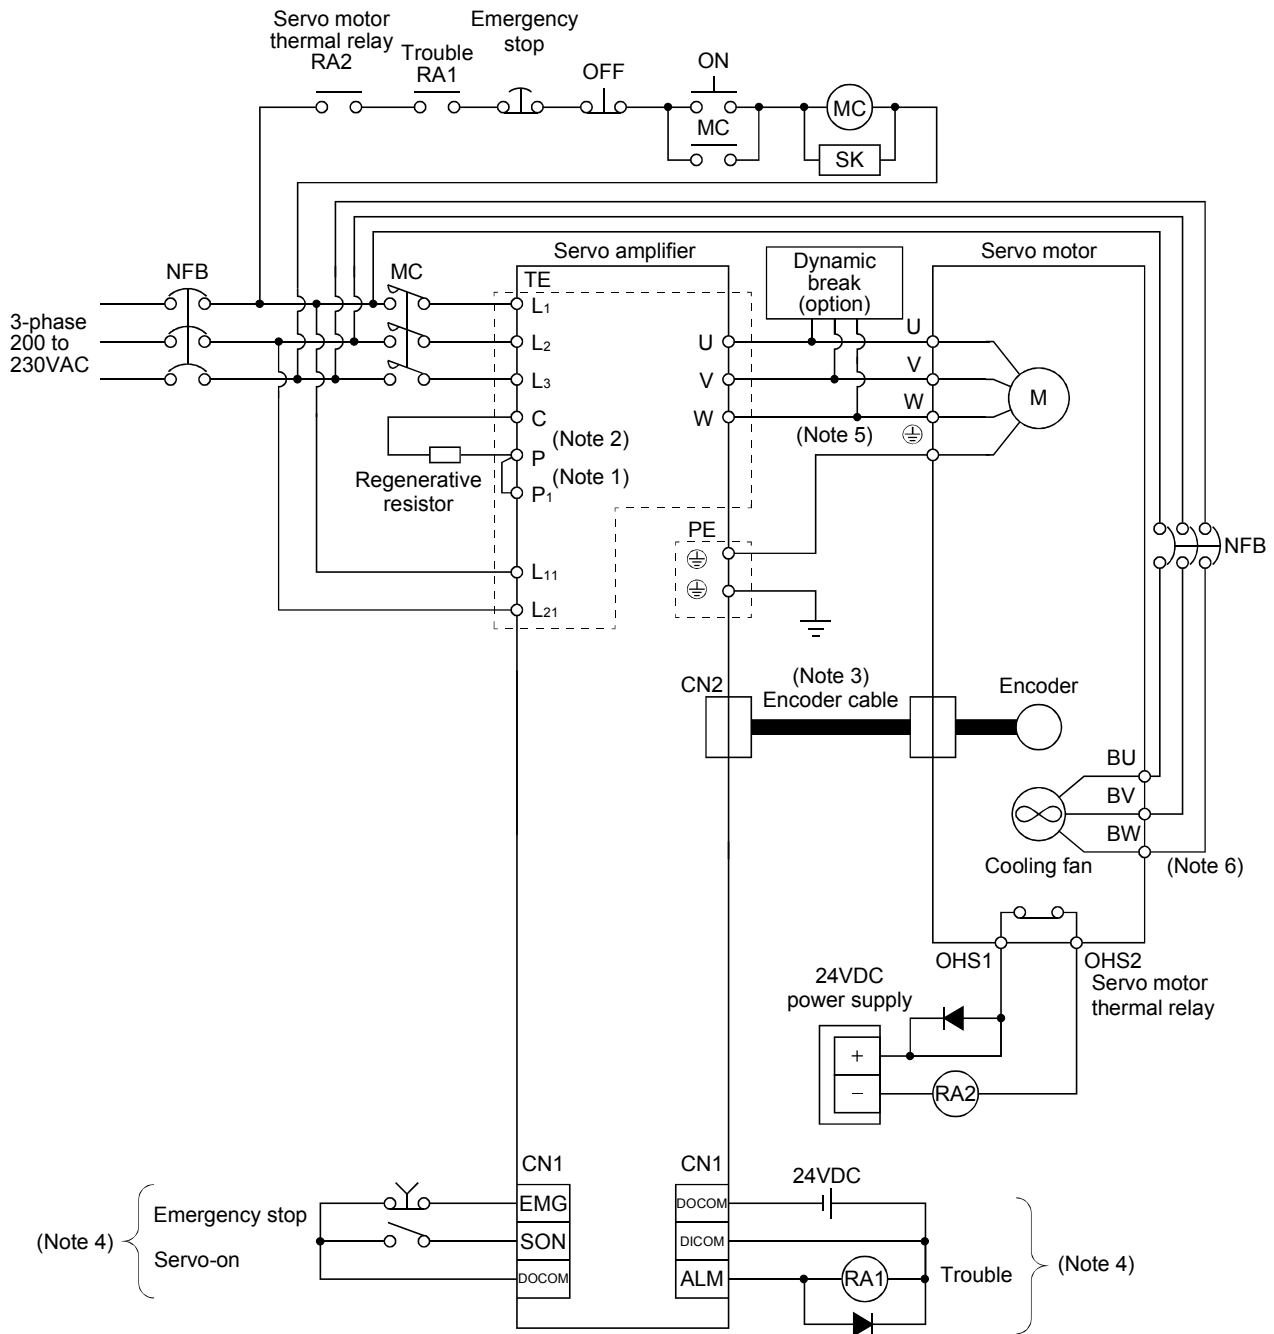 Servo motor
thermal relay
RA2
Trouble
RA1
Emergency
stop
OFF
ON
MC
MC
SK
3-phase
200 to
230VAC
NFB
MC
Servo amplifier
TE
L1
L2
L3
C
P
P1
L11
L21
(Note 2)
(Note 1)
Regenerative
resistor
U
V
W
PE
Dynamic
break
(option)
Servo motor
U
V
W
(Note 5)
M
NFB
CN2
(Note 3)
Encoder cable
Encoder
BU
BV
BW
Cooling fan
(Note 6)
OHS1
OHS2
Servo motor
thermal relay
24VDC
power supply
+
−
RA2
(Note 4)
Emergency stop
Servo-on
CN1
EMG
SON
DOCOM
CN1
DOCOM
DICOM
ALM
24VDC
RA1
Trouble
(Note 4)